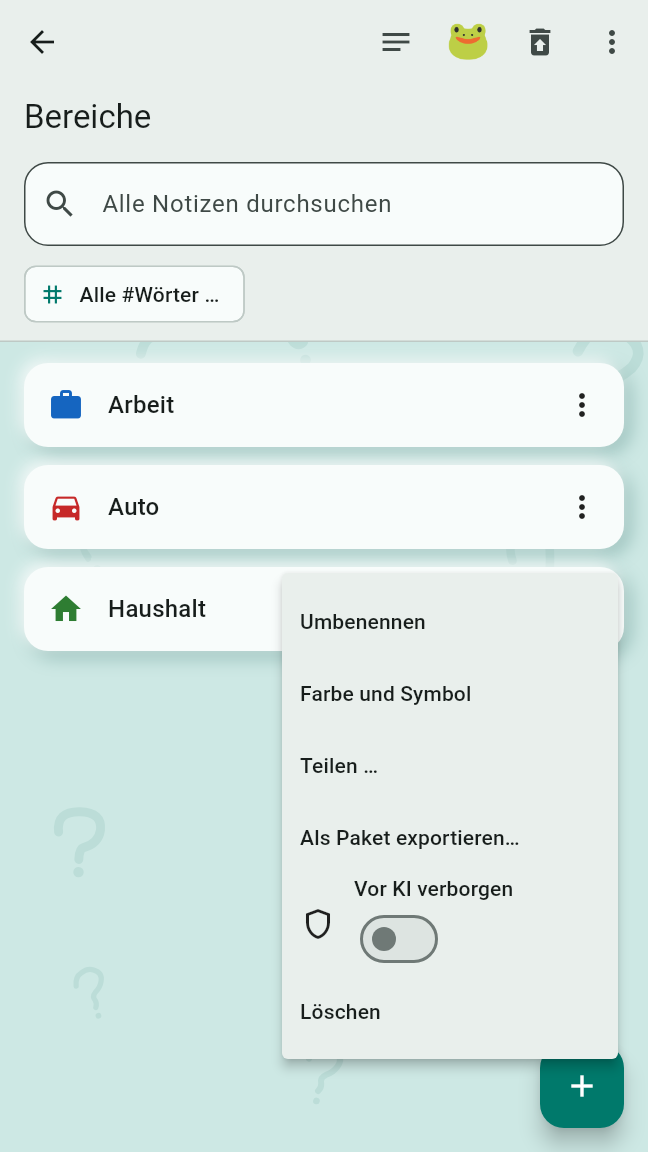 Bereiche
Alle Notizen durchsuchen
Alle #Wörter ...
Arbeit
Auto
Haushalt
Umbenennen
Farbe und Symbol
Teilen ...
Als Paket exportieren...
Vor KI verborgen
Löschen